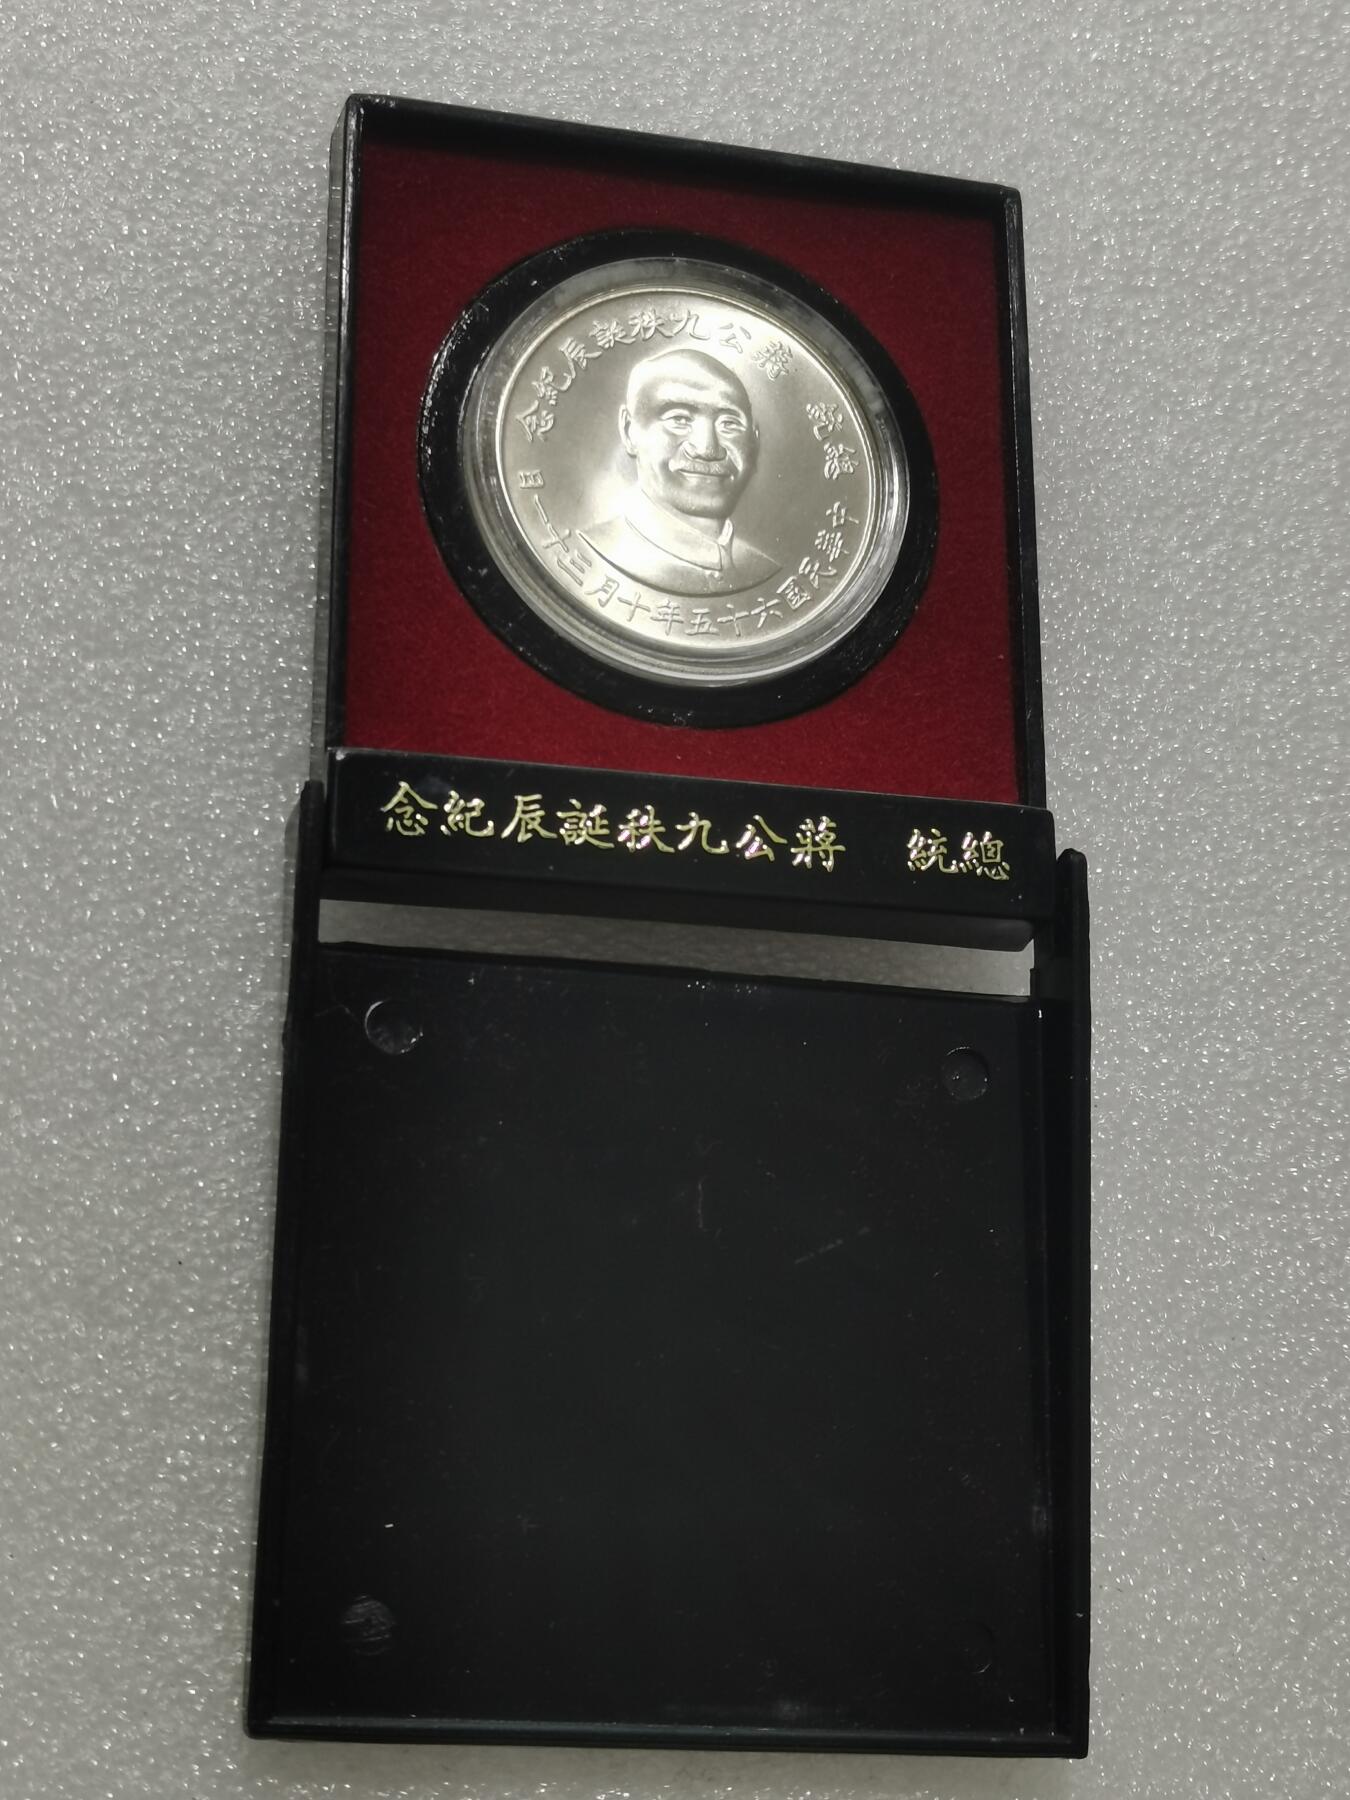 總統 蔣公九秩誕辰紀念
中華民國六十五年十月三十一日
總統 蔣公九秩誕辰紀念